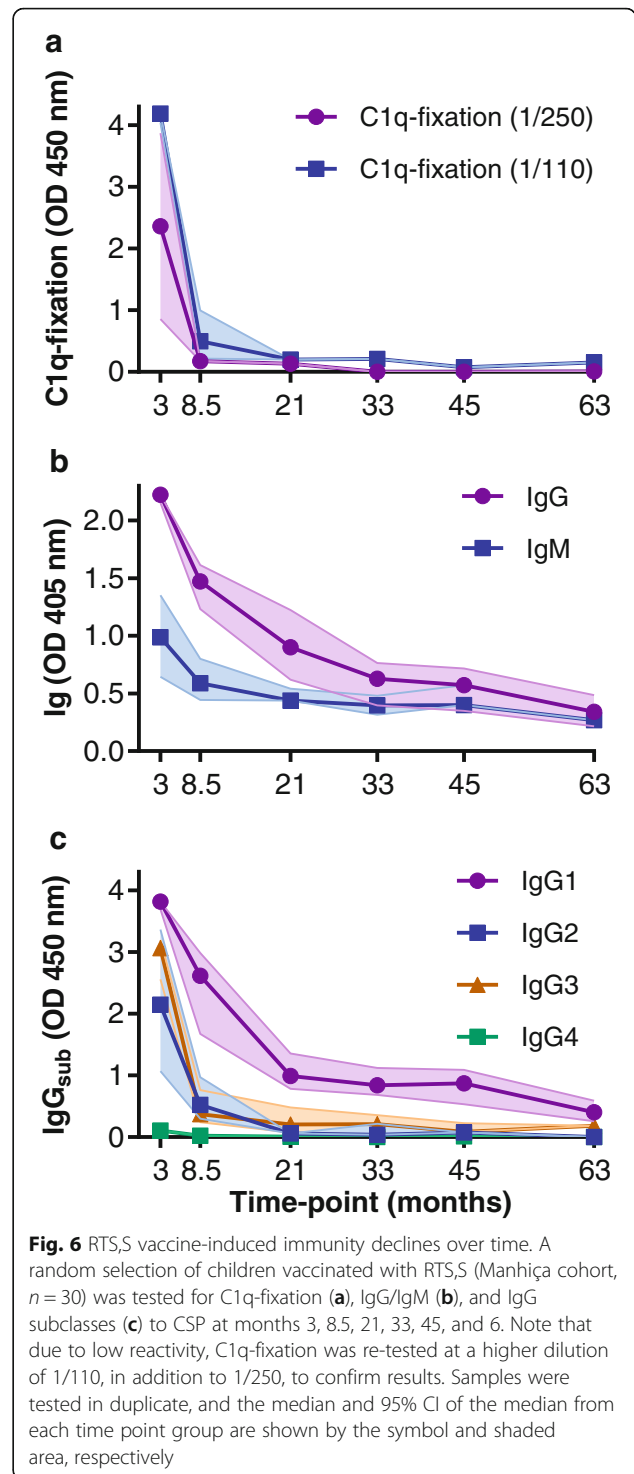 a
C1q-fixation (OD 450 nm)
4
3
2
1
0
C1q-fixation (1/250)
C1q-fixation (1/110)
3 8.5 21 33 45 63
b
Ig (OD 405 nm)
2.0
1.5
1.0
0.5
0.0
IgG
IgM
3 8.5 21 33 45 63
c
IgGsub (OD 450 nm)
4
3
2
1
0
IgG1
IgG2
IgG3
IgG4
3 8.5 21 33 45 63
Time-point (months)
Fig. 6 RTS,S vaccine-induced immunity declines over time. A
random selection of children vaccinated with RTS,S (Manhiça cohort,
n = 30) was tested for C1q-fixation (a), IgG/IgM (b), and IgG
subclasses (c) to CSP at months 3, 8.5, 21, 33, 45, and 6. Note that
due to low reactivity, C1q-fixation was re-tested at a higher dilution
of 1/110, in addition to 1/250, to confirm results. Samples were
tested in duplicate, and the median and 95% CI of the median from
each time point group are shown by the symbol and shaded
area, respectively